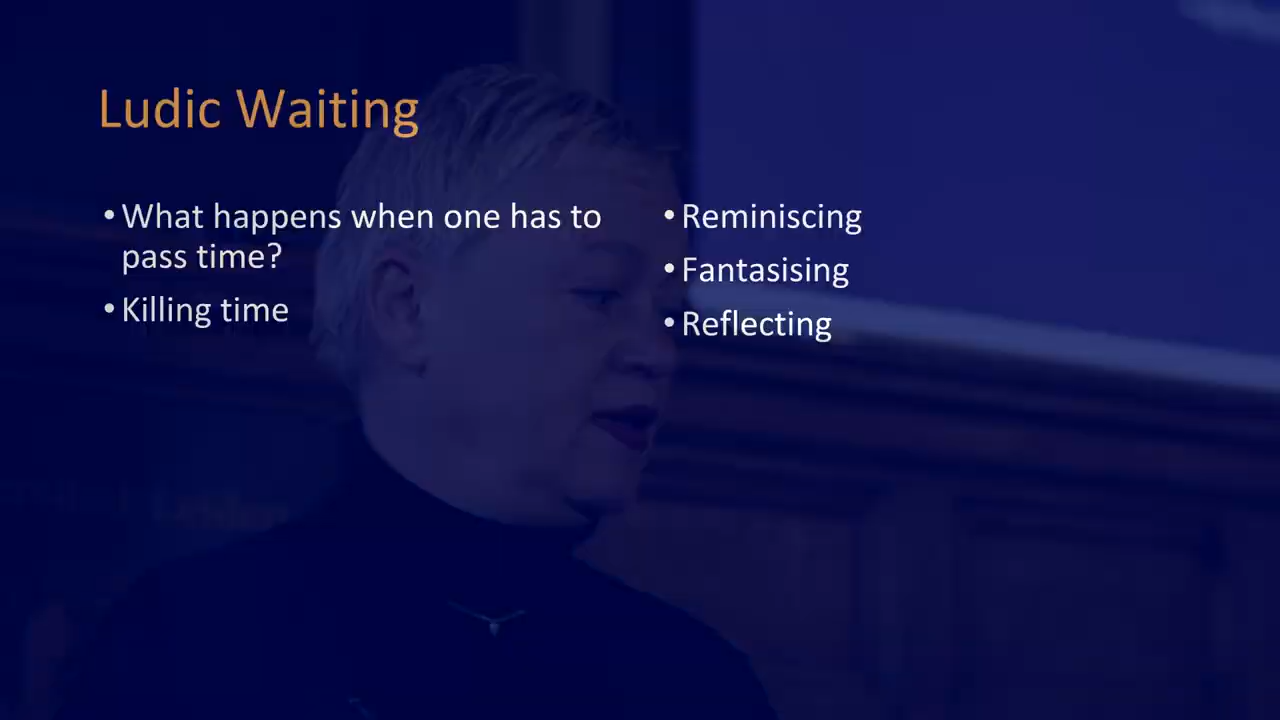 Ludic Waiting
• What happens when one has to
pass time?
• Killing time
• Reminiscing
• Fantasising
• Reflecting